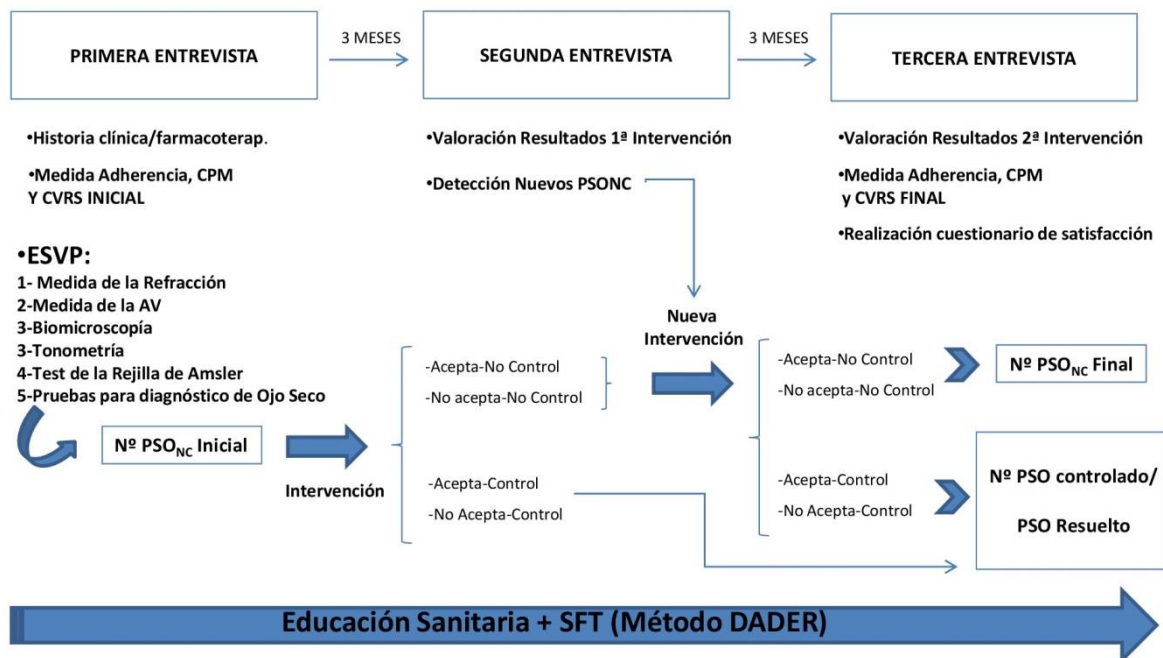 PRIMERA ENTREVISTA
3 MESES
SEGUNDA ENTREVISTA
3 MESES
TERCERA ENTREVISTA
•Historia clínica/farmacoterap.
•Medida Adherencia, CPM
Y CVRS INICIAL
•ESVP:
1- Medida de la Refracción
2-Medida de la AV
3-Biomicroscopía
3-Tonometría
4-Test de la Rejilla de Amsler
5-Pruebas para diagnóstico de Ojo Seco
Nº PSONC Inicial
Intervención
•Valoración Resultados 1ª Intervención
•Detección Nuevos PSONC
-Acepta-No Control
-No acepta-No Control
-Acepta-Control
-No Acepta-Control
Nueva
Intervención
•Valoración Resultados 2ª Intervención
•Medida Adherencia, CPM
y CVRS FINAL
•Realización cuestionario de satisfacción
-Acepta-No Control
-No acepta-No Control
-Acepta-Control
-No Acepta-Control
Nº PSONC Final
Nº PSO controlado/
PSO Resuelto
Educación Sanitaria + SFT (Método DADER)